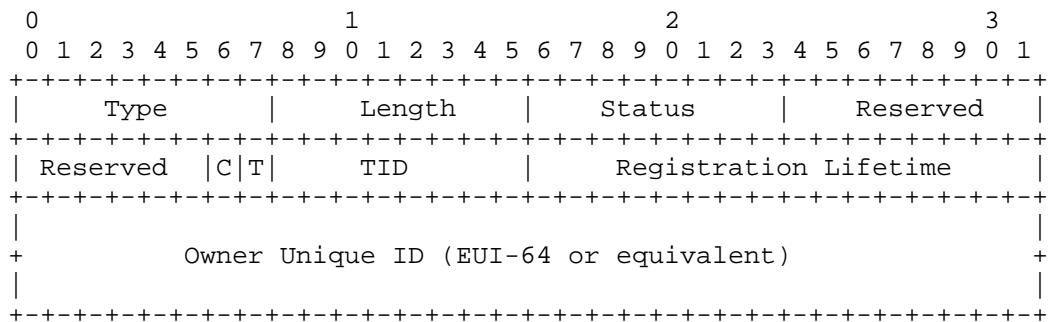 0                   1                   2                   3
 0 1 2 3 4 5 6 7 8 9 0 1 2 3 4 5 6 7 8 9 0 1 2 3 4 5 6 7 8 9 0 1
+-+-+-+-+-+-+-+-+-+-+-+-+-+-+-+-+-+-+-+-+-+-+-+-+-+-+-+-+-+-+-+-+
|     Type      |     Length    |    Status     |    Reserved   |
+-+-+-+-+-+-+-+-+-+-+-+-+-+-+-+-+-+-+-+-+-+-+-+-+-+-+-+-+-+-+-+-+
| Reserved  |C|T|     TID       |     Registration Lifetime     |
+-+-+-+-+-+-+-+-+-+-+-+-+-+-+-+-+-+-+-+-+-+-+-+-+-+-+-+-+-+-+-+-+
|                                                               |
+          Owner Unique ID (EUI-64 or equivalent)               +
|                                                               |
+-+-+-+-+-+-+-+-+-+-+-+-+-+-+-+-+-+-+-+-+-+-+-+-+-+-+-+-+-+-+-+-+